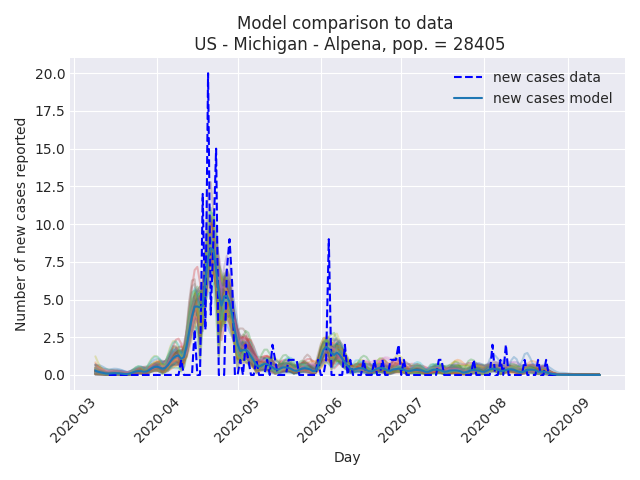 Model comparison to data
US - Michigan - Alpena, pop. = 28405
new cases data
new cases model
Number of new cases reported
20.0
17.5
15.0
12.5
10.0
7.5
5.0
2.5
0.0
2020-03
2020-04
2020-05
2020-06
2020-07
2020-08
2020-09
Day